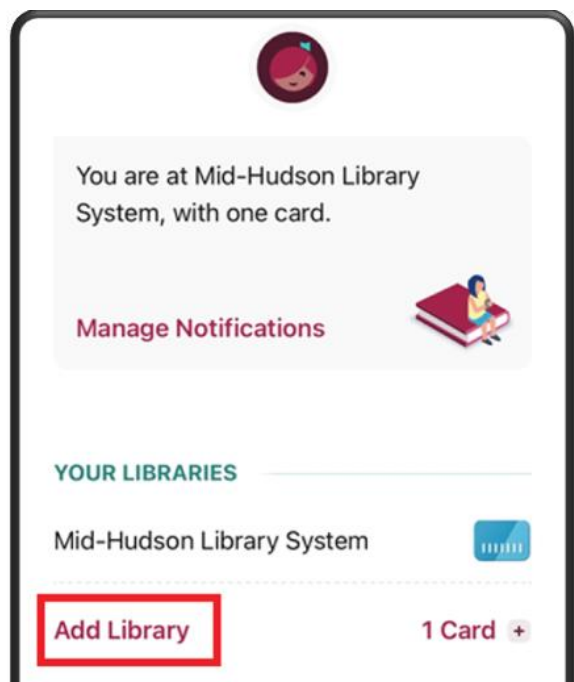 You are at Mid-Hudson Library
System, with one card.
Manage Notifications
YOUR LIBRARIES
Mid-Hudson Library System
Add Library 1 Card +